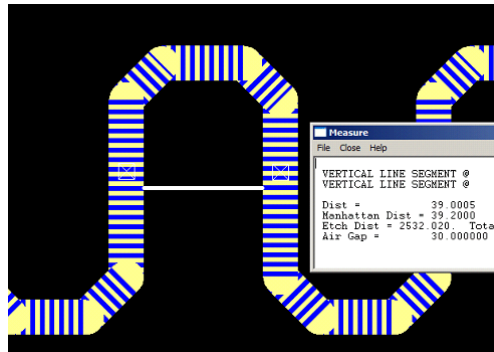 Measure
File Close Help
VERTICAL LINE SEGMENT @
VERTICAL LINE SEGMENT @
Dist = 39.0005
Manhattan Dist = 39.2000
Etch Dist = 2532.020. Tota
Air Gap = 30.000000